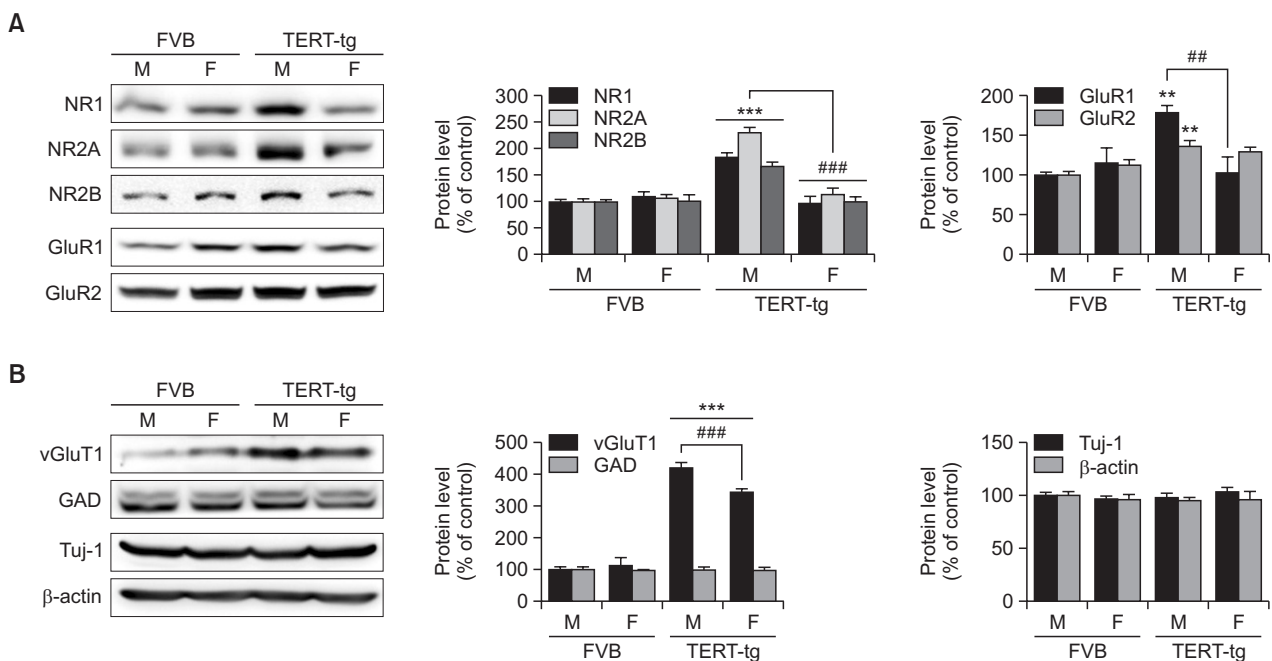 A
FVB TERT-tg
M F M F
NR1
NR2A
NR2B
GluR1
GluR2
Protein level
(% of control)
300
250
200
150
100
50
0
NR1
NR2A
NR2B
***
###
M F M F
FVB TERT-tg
Protein level
(% of control)
200
150
100
50
0
GluR1
GluR2
##
**
**
M F M F
FVB TERT-tg
B
FVB TERT-tg
M F M F
vGluT1
GAD
Tuj-1
β-actin
Protein level
(% of control)
500
400
300
200
100
0
vGluT1
GAD
***
###
M F M F
FVB TERT-tg
Protein level
(% of control)
150
100
50
0
Tuj-1
β-actin
M F M F
FVB TERT-tg